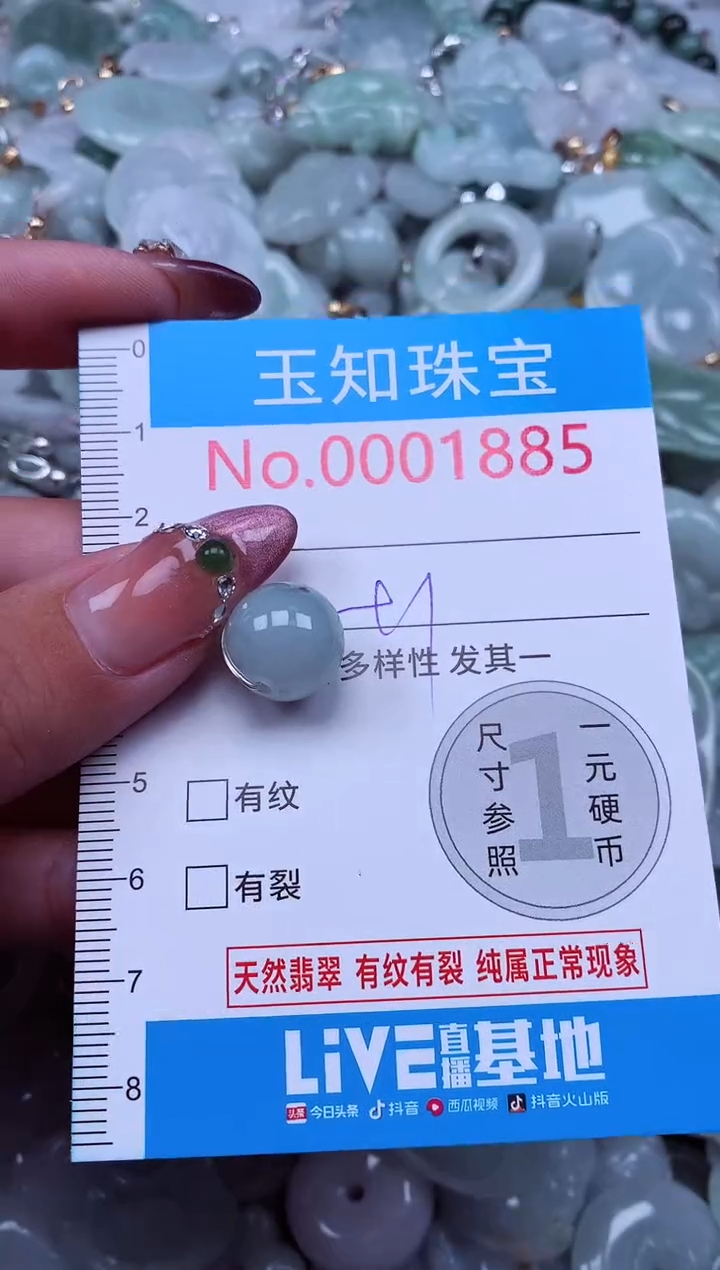 玉知珠宝
No.0001885
0
1
2
多样性 发其一
5
有纹
6
有裂
尺寸参照
1
一元硬币
天然翡翠 有纹有裂 纯属正常现象
7
LiVE直播基地
8
头条 今日头条 抖音 西瓜视频 抖音火山版